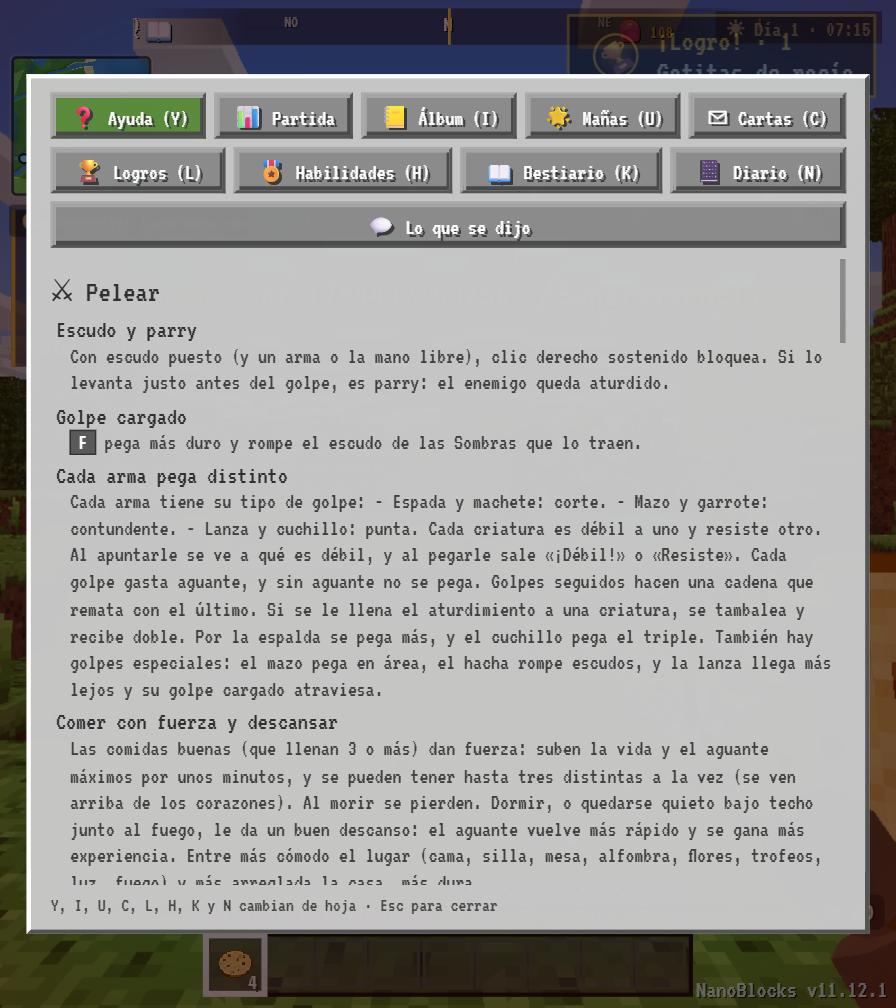 NO
N
NE
108
Día 1 · 07:15
¡Logro! · 1
Gotitas de rocío
Ayuda (Y)
Partida
Álbum (I)
Mañas (U)
Cartas (C)
Logros (L)
Habilidades (H)
Bestiario (K)
Diario (N)
Lo que se dijo
Pelear
Escudo y parry
Con escudo puesto (y un arma o la mano libre), clic derecho sostenido bloquea. Si lo
levanta justo antes del golpe, es parry: el enemigo queda aturdido.
Golpe cargado
F pega más duro y rompe el escudo de las Sombras que lo traen.
Cada arma pega distinto
Cada arma tiene su tipo de golpe: - Espada y machete: corte. - Mazo y garrote:
contundente. - Lanza y cuchillo: punta. Cada criatura es débil a uno y resiste otro.
Al apuntarle se ve a qué es débil, y al pegarle sale «¡Débil!» o «Resiste». Cada
golpe gasta aguante, y sin aguante no se pega. Golpes seguidos hacen una cadena que
remata con el último. Si se le llena el aturdimiento a una criatura, se tambalea y
recibe doble. Por la espalda se pega más, y el cuchillo pega el triple. También hay
golpes especiales: el mazo pega en área, el hacha rompe escudos, y la lanza llega más
lejos y su golpe cargado atraviesa.
Comer con fuerza y descansar
Las comidas buenas (que llenan 3 o más) dan fuerza: suben la vida y el aguante
máximos por unos minutos, y se pueden tener hasta tres distintas a la vez (se ven
arriba de los corazones). Al morir se pierden. Dormir, o quedarse quieto bajo techo
junto al fuego, le da un buen descanso: el aguante vuelve más rápido y se gana más
experiencia. Entre más cómodo el lugar (cama, silla, mesa, alfombra, flores, trofeos,
luz, fuego) y más arreglada la casa, más dura
Y, I, U, C, L, H, K y N cambian de hoja · Esc para cerrar
4
NanoBlocks v11.12.1